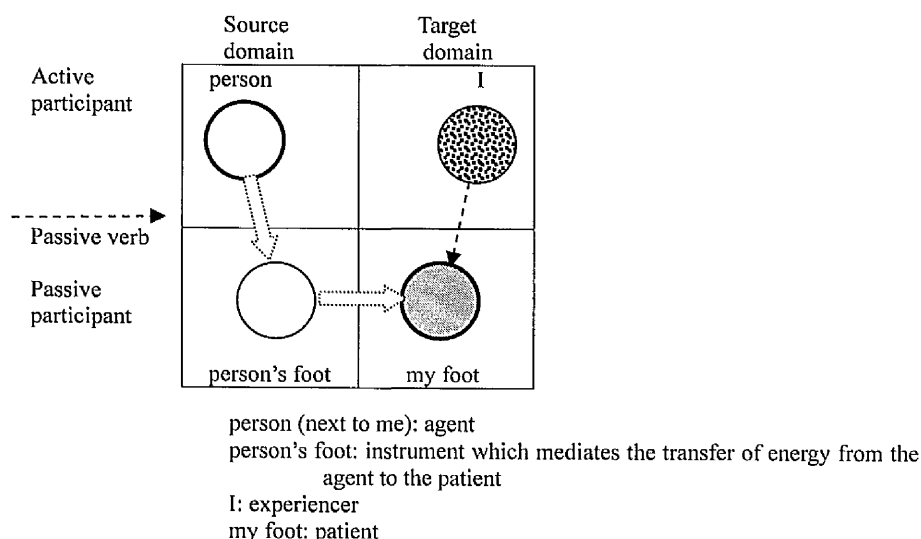 Source
domain
Target
domain
Active
participant
person
I
Passive verb
Passive
participant
person's foot
my foot
person (next to me): agent
person's foot: instrument which mediates the transfer of energy from the
agent to the patient
I: experiencer
my foot: patient